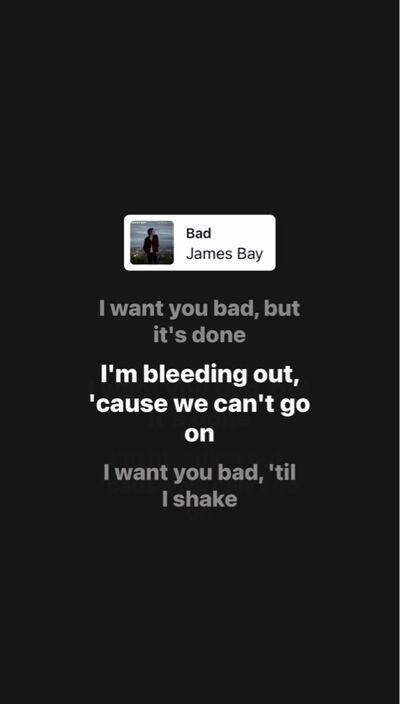 Bad
James Bay
I want you bad, but
it's done
I'm bleeding out,
'cause we can't go
on
I want you bad, 'til
I shake